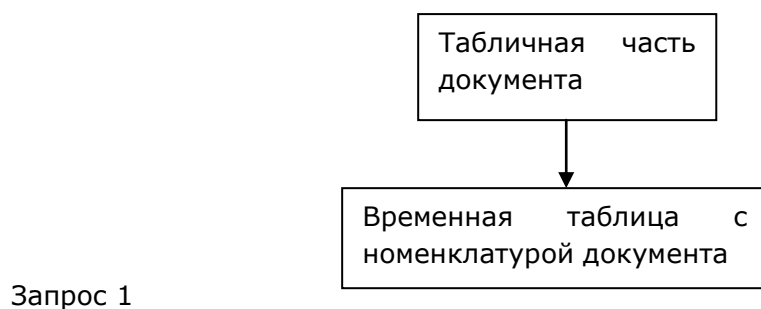 Табличная часть
документа
Временная таблица с
номенклатурой документа
Запрос 1